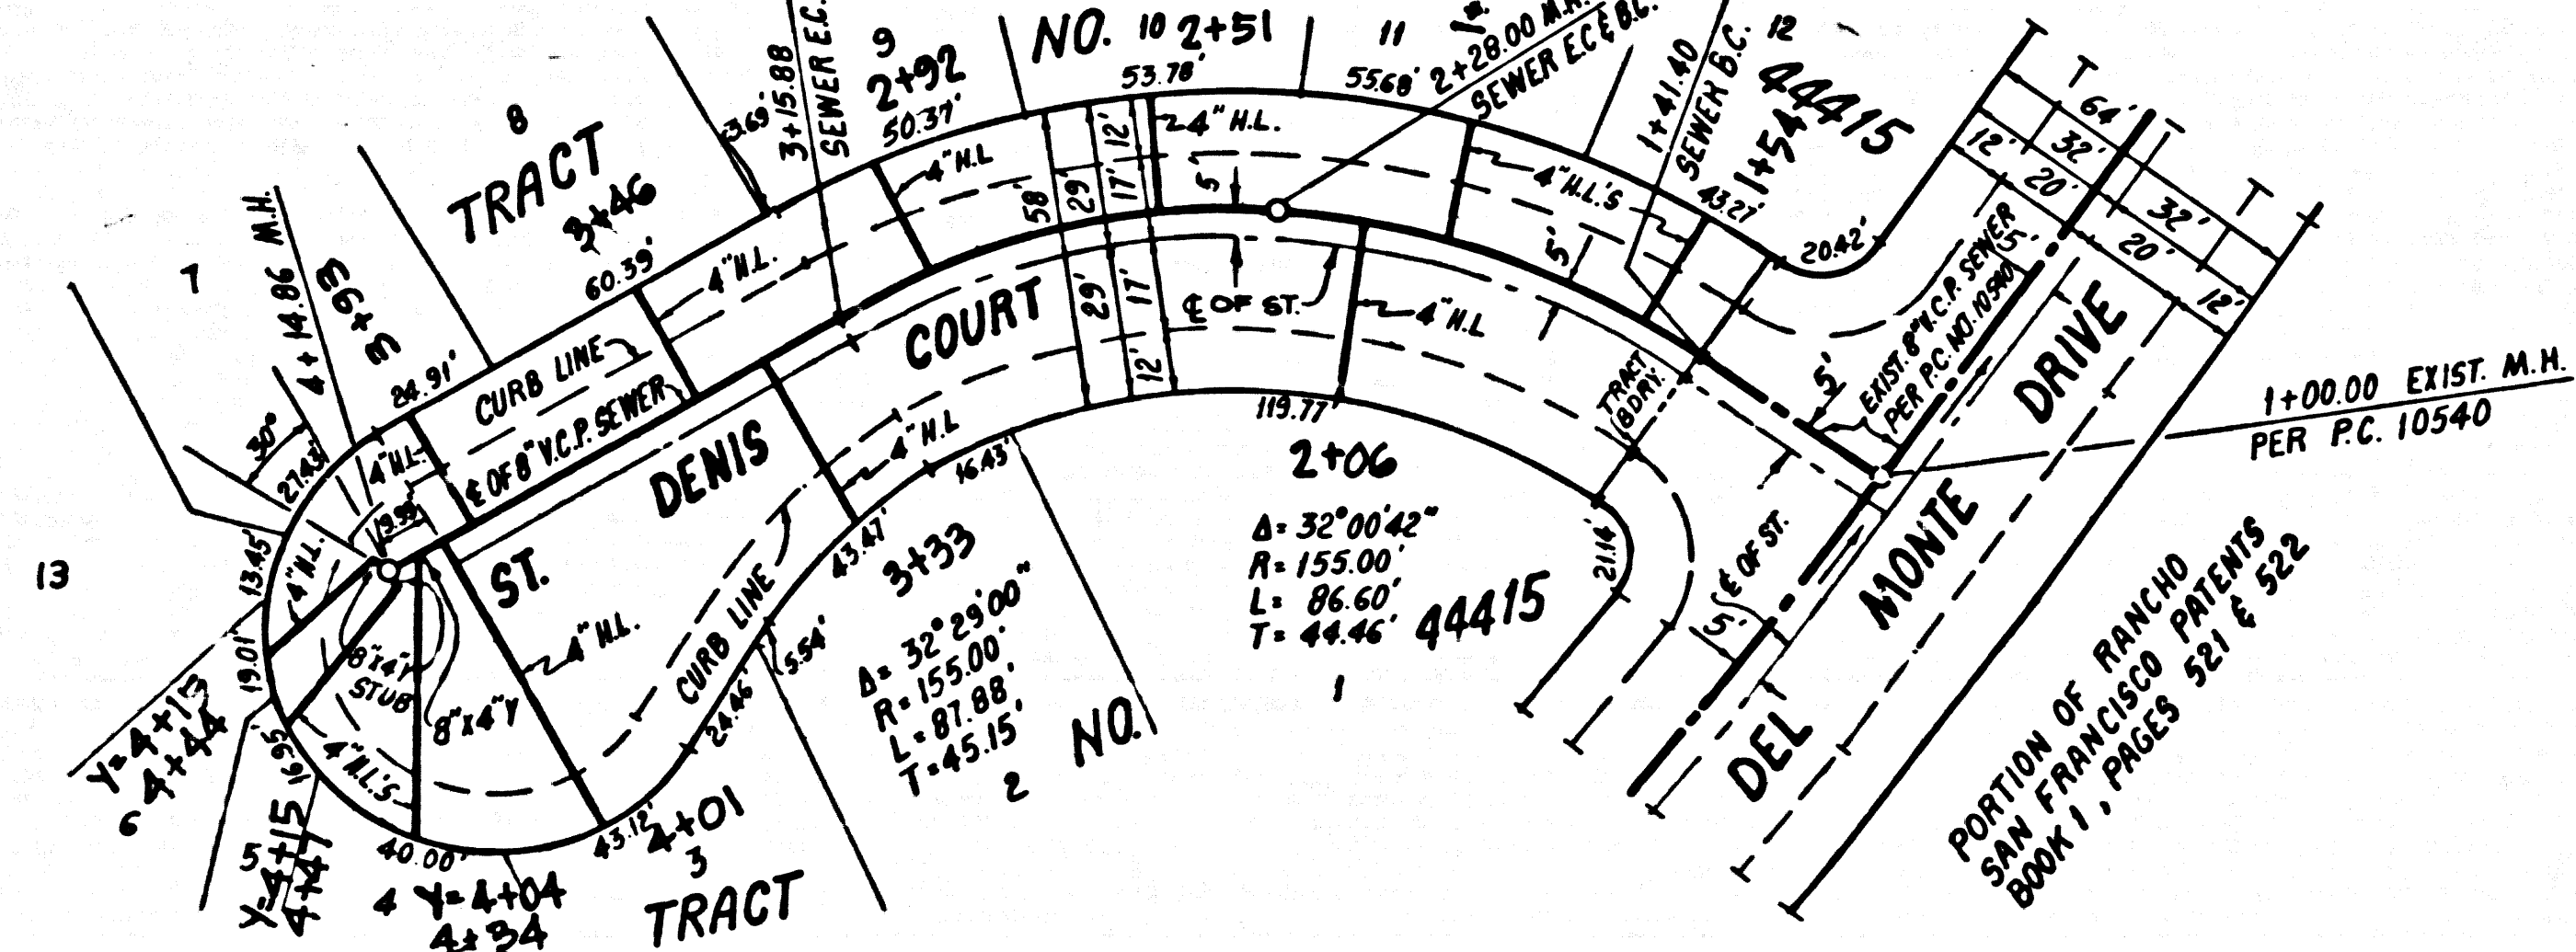 NO. 10 2+51
53.78'
11
55.68'
2+28.00 M.H.
SEWER E.C. & B.C.
12
44415
1+41.40
SEWER B.C.
1+54
43.27'
20.42'
9
2+92
50.37'
3+15.88
SEWER E.C.
3.69'
8
TRACT
3+46
60.39'
7
4+14.86 M.H.
3+93
24.91'
30°
27.43'
13
13.45'
19.01'
Y=4+13
4+44
6
16.95'
5
Y=4+15
4+47
40.00'
4 Y=4+04
4+34
43.12'
4+01
3
TRACT
24.46'
5.54'
43.47'
16.43'
3+33
Δ= 32°29'00"
R=155.00'
L=87.88'
T=45.15'
2
NO.
119.77'
2+06
Δ= 32°00'42"
R=155.00'
L= 86.60'
T= 44.46'
44415
1
21.14'
4"H.L.
4"H.L
4"H.L.
4"H.L.'S
4"H.L.
4"H.L.
4"H.L.'S
4"H.L.
4"H.L
4"H.L
58'
29'
12'
17'
29'
17'
12'
5'
5'
℄ OF ST.
CURB LINE
℄ OF 8" V.C.P. SEWER
19.99'
8"x4"Y
STUB
8"x4"Y
CURB LINE
ST.
DENIS
COURT
TRACT
BDRY.
64'
32'
32'
12'
20'
20'
12'
5'
EXIST. 8" V.C.P. SEWER
PER P.C. NO. 10540
5'
℄ OF ST.
5'
DEL
MONTE
DRIVE
1+00.00 EXIST. M.H.
PER P.C. 10540
PORTION OF RANCHO
SAN FRANCISCO PATENTS
BOOK 1, PAGES 521 & 522